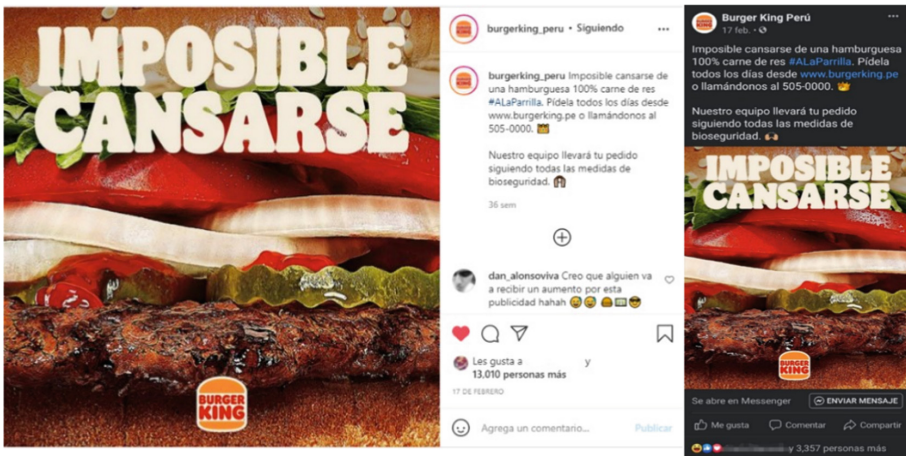 IMPOSIBLE
CANSARSE
BURGER
KING
burgerking_peru • Siguiendo
burgerking_peru Imposible cansarse de
una hamburguesa 100% carne de res
#ALaParrilla. Pídela todos los días desde
www.burgerking.pe o llamándonos al
505-0000.
Nuestro equipo llevará tu pedido
siguiendo todas las medidas de
bioseguridad.
36 sem
dan_alonsoviva Creo que alguien va
a recibir un aumento por esta
publicidad hahah
Les gusta a y
13,010 personas más
17 DE FEBRERO
Agrega un comentario...
Publicar
Burger King Perú
17 feb. •
Imposible cansarse de una hamburguesa
100% carne de res #ALaParrilla. Pídela
todos los días desde www.burgerking.pe
o llamándonos al 505-0000.
Nuestro equipo llevará tu pedido
siguiendo todas las medidas de
bioseguridad.
IMPOSIBLE
CANSARSE
BURGER
KING
Se abre en Messenger
ENVIAR MENSAJE
Me gusta
Comentar
Compartir
y 3,357 personas más